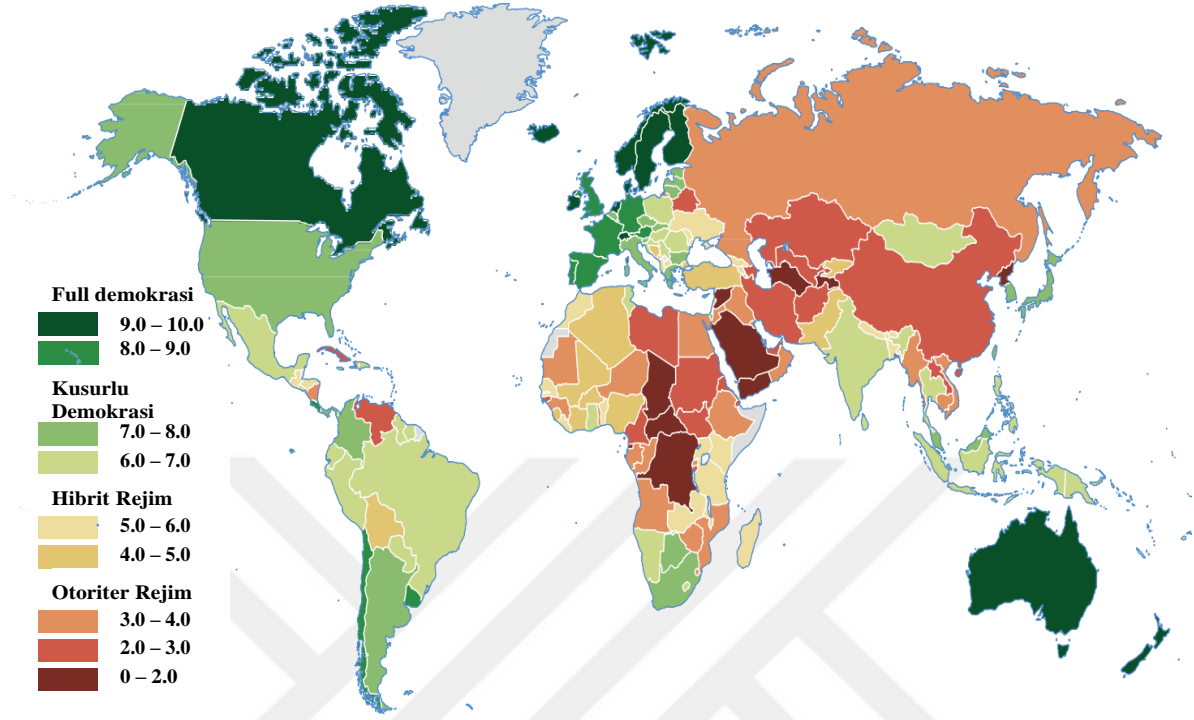 Full demokrasi
9.0 – 10.0
8.0 – 9.0
Kusurlu
Demokrasi
7.0 – 8.0
6.0 – 7.0
Hibrit Rejim
5.0 – 6.0
4.0 – 5.0
Otoriter Rejim
3.0 – 4.0
2.0 – 3.0
0 – 2.0